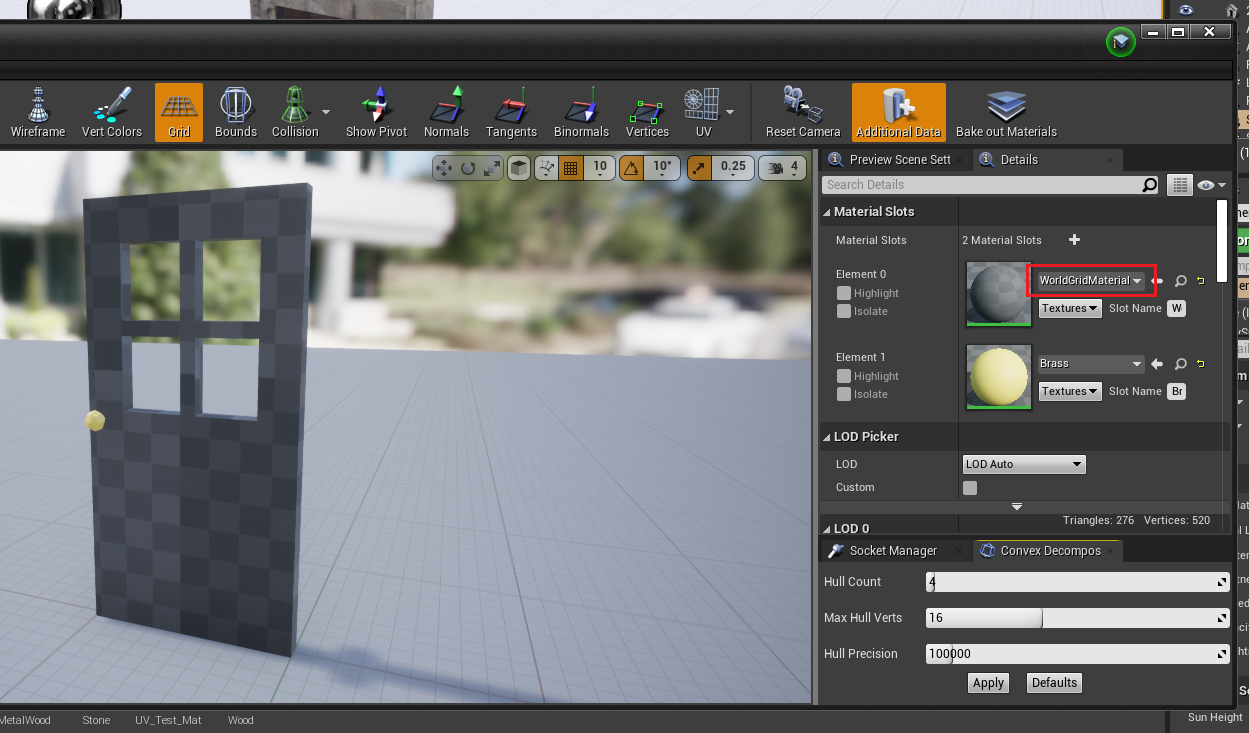 Wireframe
Vert Colors
Grid
Bounds
Collision
Show Pivot
Normals
Tangents
Binormals
Vertices
UV
Reset Camera
Additional Data
Bake out Materials
10
10°
0.25
4
Preview Scene Sett
Details
Search Details
Material Slots
Material Slots
2 Material Slots
Element 0
WorldGridMaterial
Highlight
Isolate
Textures
Slot Name
W
Element 1
Brass
Highlight
Isolate
Textures
Slot Name
Br
LOD Picker
LOD
LOD Auto
Custom
LOD 0
Triangles: 276 Vertices: 520
Socket Manager
Convex Decompos
Hull Count
4
Max Hull Verts
16
Hull Precision
100000
Apply
Defaults
MetalWood
Stone
UV_Test_Mat
Wood
Sun Height